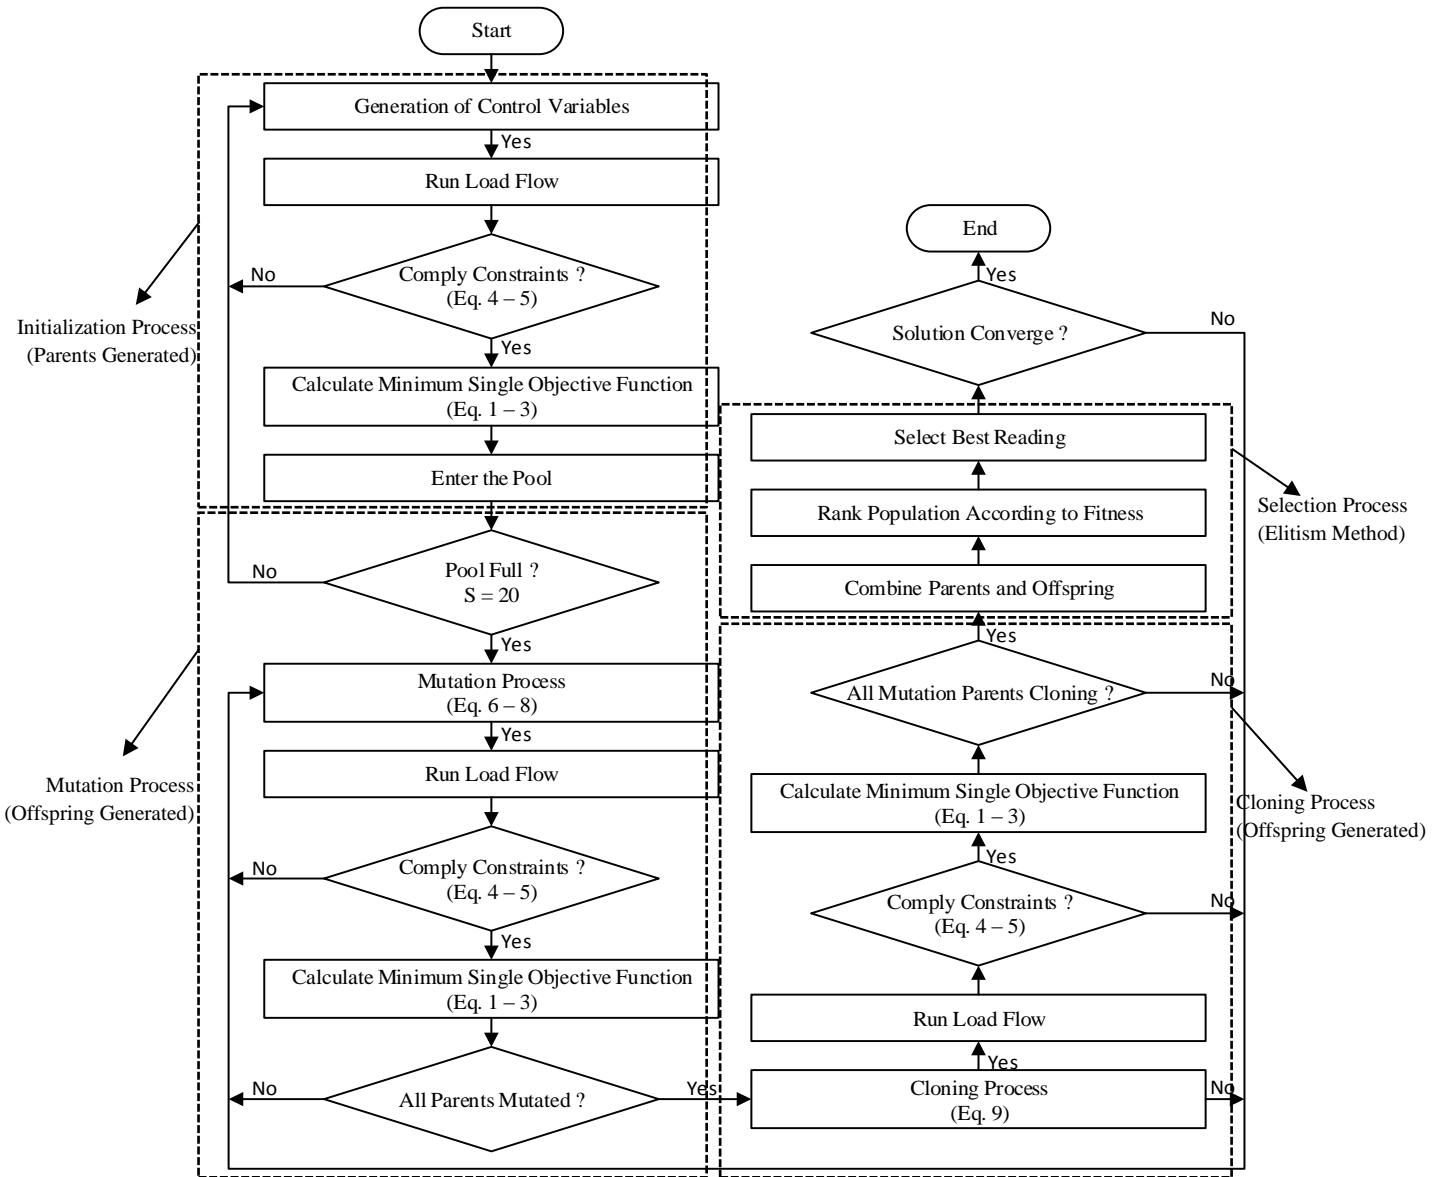 Start
Generation of Control Variables
Yes
Run Load Flow
No
Comply Constraints ?
(Eq. 4 – 5)
Yes
Calculate Minimum Single Objective Function
(Eq. 1 – 3)
Enter the Pool
Initialization Process
(Parents Generated)
No
Pool Full ?
S = 20
Yes
Mutation Process
(Eq. 6 – 8)
Yes
Run Load Flow
No
Comply Constraints ?
(Eq. 4 – 5)
Yes
Calculate Minimum Single Objective Function
(Eq. 1 – 3)
No
All Parents Mutated ?
Yes
Mutation Process
(Offspring Generated)
Cloning Process
(Eq. 9)
No
Yes
Run Load Flow
Comply Constraints ?
(Eq. 4 – 5)
No
Yes
Calculate Minimum Single Objective Function
(Eq. 1 – 3)
All Mutation Parents Cloning ?
No
Yes
Cloning Process
(Offspring Generated)
Combine Parents and Offspring
Rank Population According to Fitness
Select Best Reading
Selection Process
(Elitism Method)
Solution Converge ?
No
Yes
End